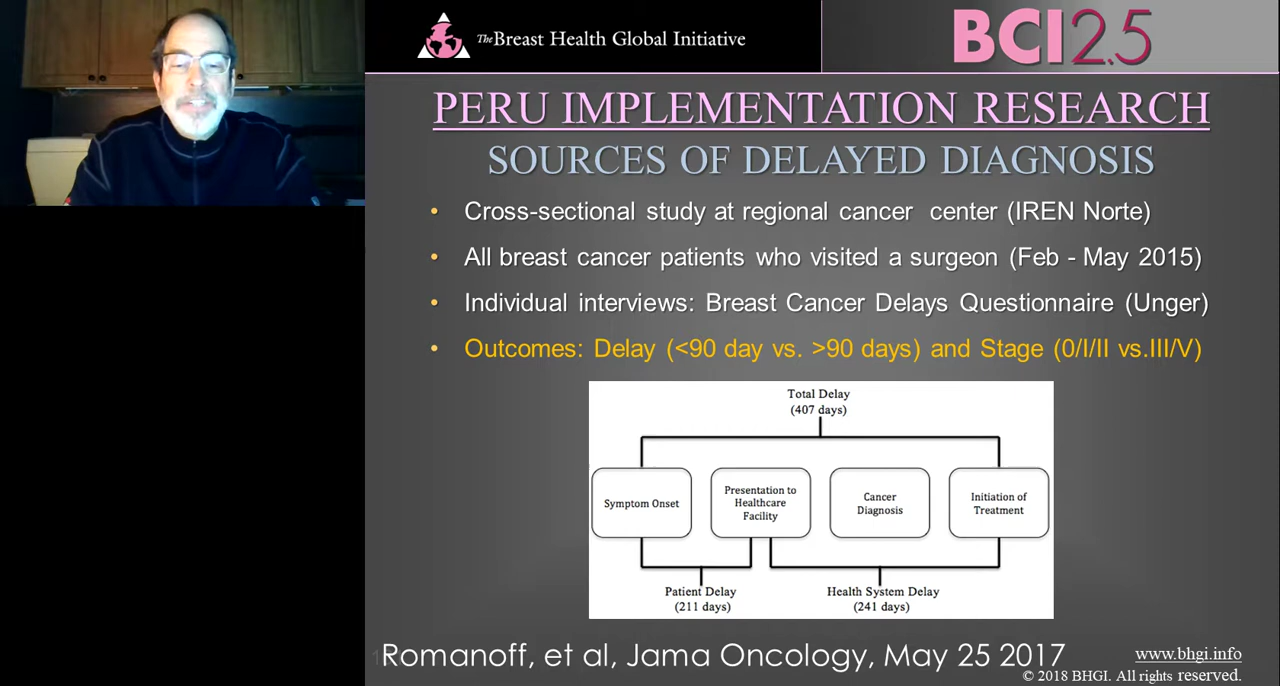 The Breast Health Global Initiative
BCI2.5
PERU IMPLEMENTATION RESEARCH
SOURCES OF DELAYED DIAGNOSIS
• Cross-sectional study at regional cancer center (IREN Norte)
• All breast cancer patients who visited a surgeon (Feb - May 2015)
• Individual interviews: Breast Cancer Delays Questionnaire (Unger)
• Outcomes: Delay (<90 day vs. >90 days) and Stage (0/I/II vs.III/V)
Total Delay
(407 days)
Symptom Onset
Presentation to
Healthcare
Facility
Cancer
Diagnosis
Initiation of
Treatment
Patient Delay
(211 days)
Health System Delay
(241 days)
Romanoff, et al, Jama Oncology, May 25 2017
www.bhgi.info
© 2018 BHGI. All rights reserved.